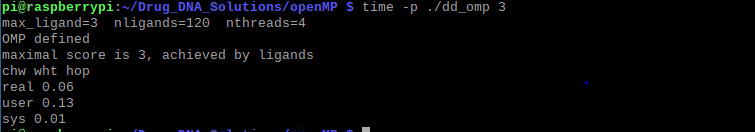 pi@raspberrypi:~/Drug_DNA_Solutions/openMP $ time -p ./dd_omp 3
max_ligand=3  nligands=120  nthreads=4
OMP defined
maximal score is 3, achieved by ligands
chw wht hop
real 0.06
user 0.13
sys 0.01
pi@raspberrypi:~/Drug_DNA_Solutions/openMP $